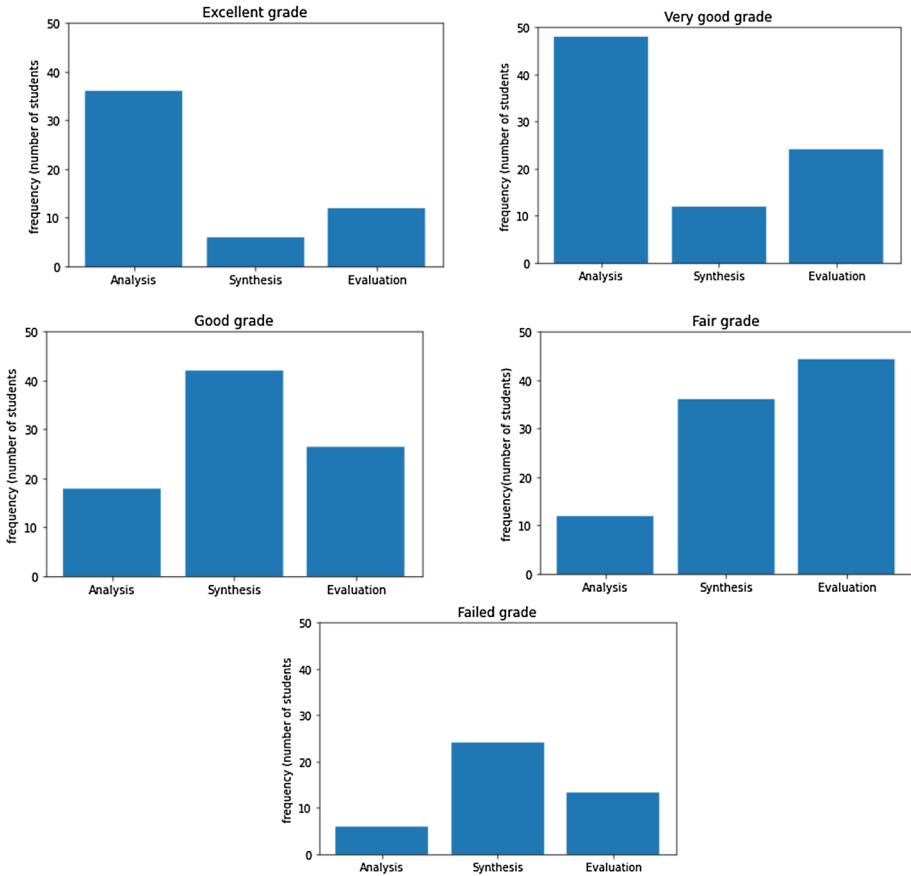 Excellent grade
frequency (number of students
50
40
30
20
10
0
Analysis Synthesis Evaluation
Very good grade
frequency (number of students
50
40
30
20
10
0
Analysis Synthesis Evaluation
Good grade
frequency (number of students
50
40
30
20
10
0
Analysis Synthesis Evaluation
Fair grade
frequency(number of students)
50
40
30
20
10
0
Analysis Synthesis Evaluation
Failed grade
frequency (number of students
50
40
30
20
10
0
Analysis Synthesis Evaluation